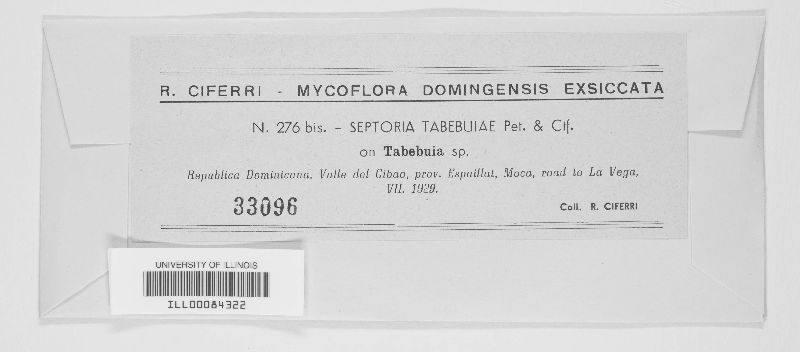 R. CIFERRI - MYCOFLORA DOMINGENSIS EXSICCATA
N. 276 bis. – SEPTORIA TABEBUIAE Pet. & Cif.
on Tabebuia sp.
Republica Dominicana, Valle del Cibao, prov. Espaillat, Moca, road to La Vega,
VII. 1929.
33096
Coll. R. CIFERRI
UNIVERSITY OF ILLINOIS
ILL00084322